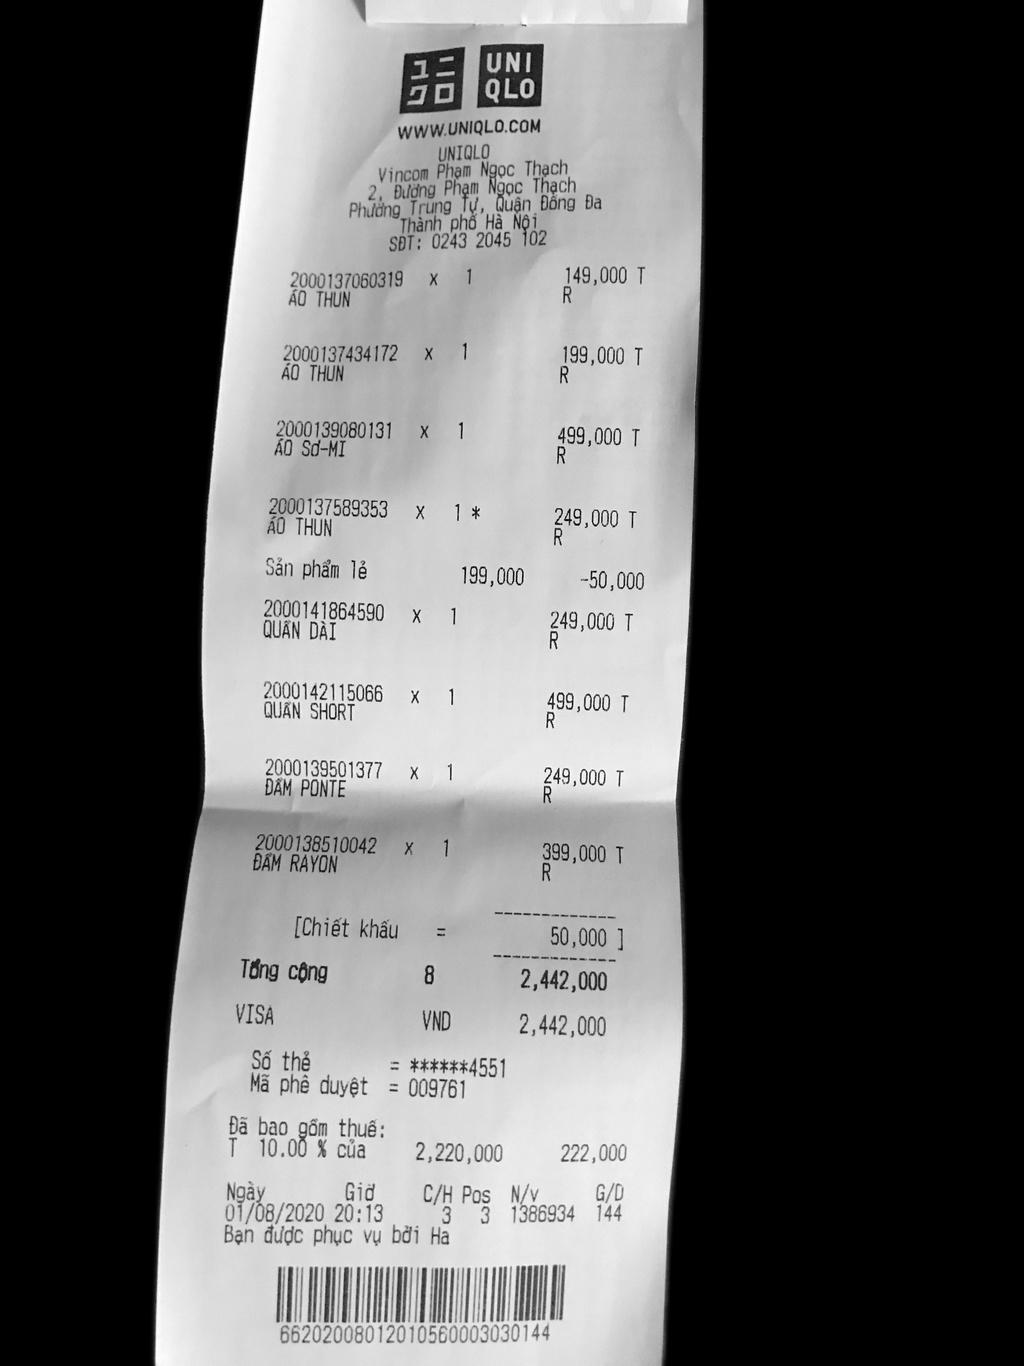 ユニ
クロ
UNI
QLO
WWW.UNIQLO.COM
UNIQLO
Vincom Phạm Ngọc Thạch
2, Đường Phạm Ngọc Thạch
Phường Trung Tự, Quận Đống Đa
Thành phố Hà Nội
SĐT: 0243 2045 102
2000137060319 x 1 149,000 T
ÁO THUN R
2000137434172 x 1 199,000 T
ÁO THUN R
2000139080131 x 1 499,000 T
ÁO Sơ-MI R
2000137589353 x 1 * 249,000 T
ÁO THUN R
Sản phẩm lẻ 199,000 -50,000
2000141864590 x 1 249,000 T
QUẦN DÀI R
2000142115066 x 1 499,000 T
QUẦN SHORT R
2000139501377 x 1 249,000 T
ĐẦM PONTE R
2000138510042 x 1 399,000 T
ĐẦM RAYON R
[Chiết khấu = 50,000 ]
Tổng cộng 8 2,442,000
VISA VND 2,442,000
Số thẻ = ******4551
Mã phê duyệt = 009761
Đã bao gồm thuế:
T 10.00 % của 2,220,000 222,000
Ngày Giờ C/H Pos N/v G/D
01/08/2020 20:13 3 3 1386934 144
Bạn được phục vụ bởi Ha
66202008012010560003030144